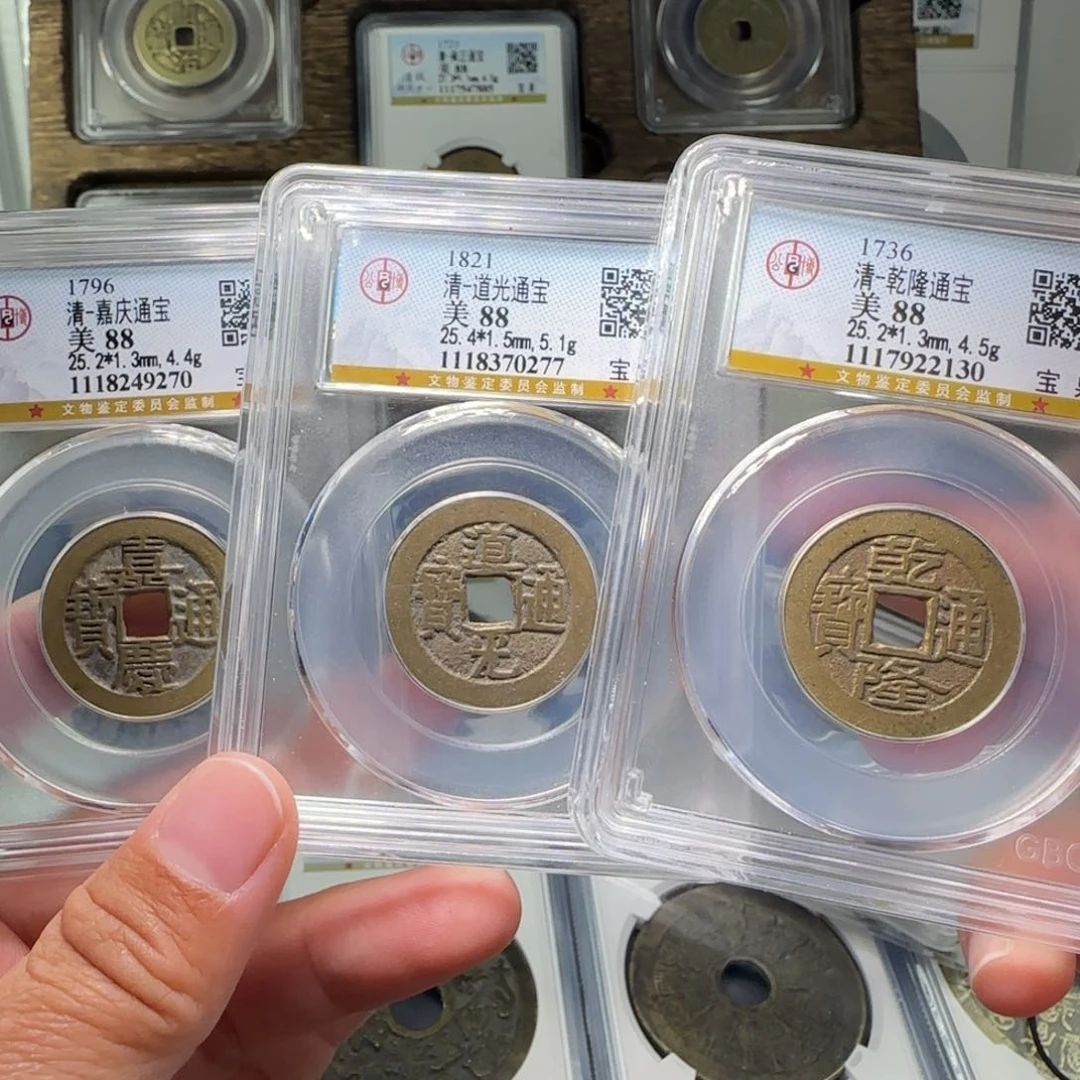 1796
清-嘉庆通宝
美 88
25.2*1.3mm, 4.4g
1118249270
文物鉴定委员会监制
嘉慶通寶
1821
清-道光通宝
美 88
25.4*1.5mm, 5.1g
1118370277
宝
文物鉴定委员会监制
道光通寶
1736
清-乾隆通宝
美 88
25.2*1.3mm, 4.5g
1117922130
宝
文物鉴定委员会监制
乾隆通寶
GBC